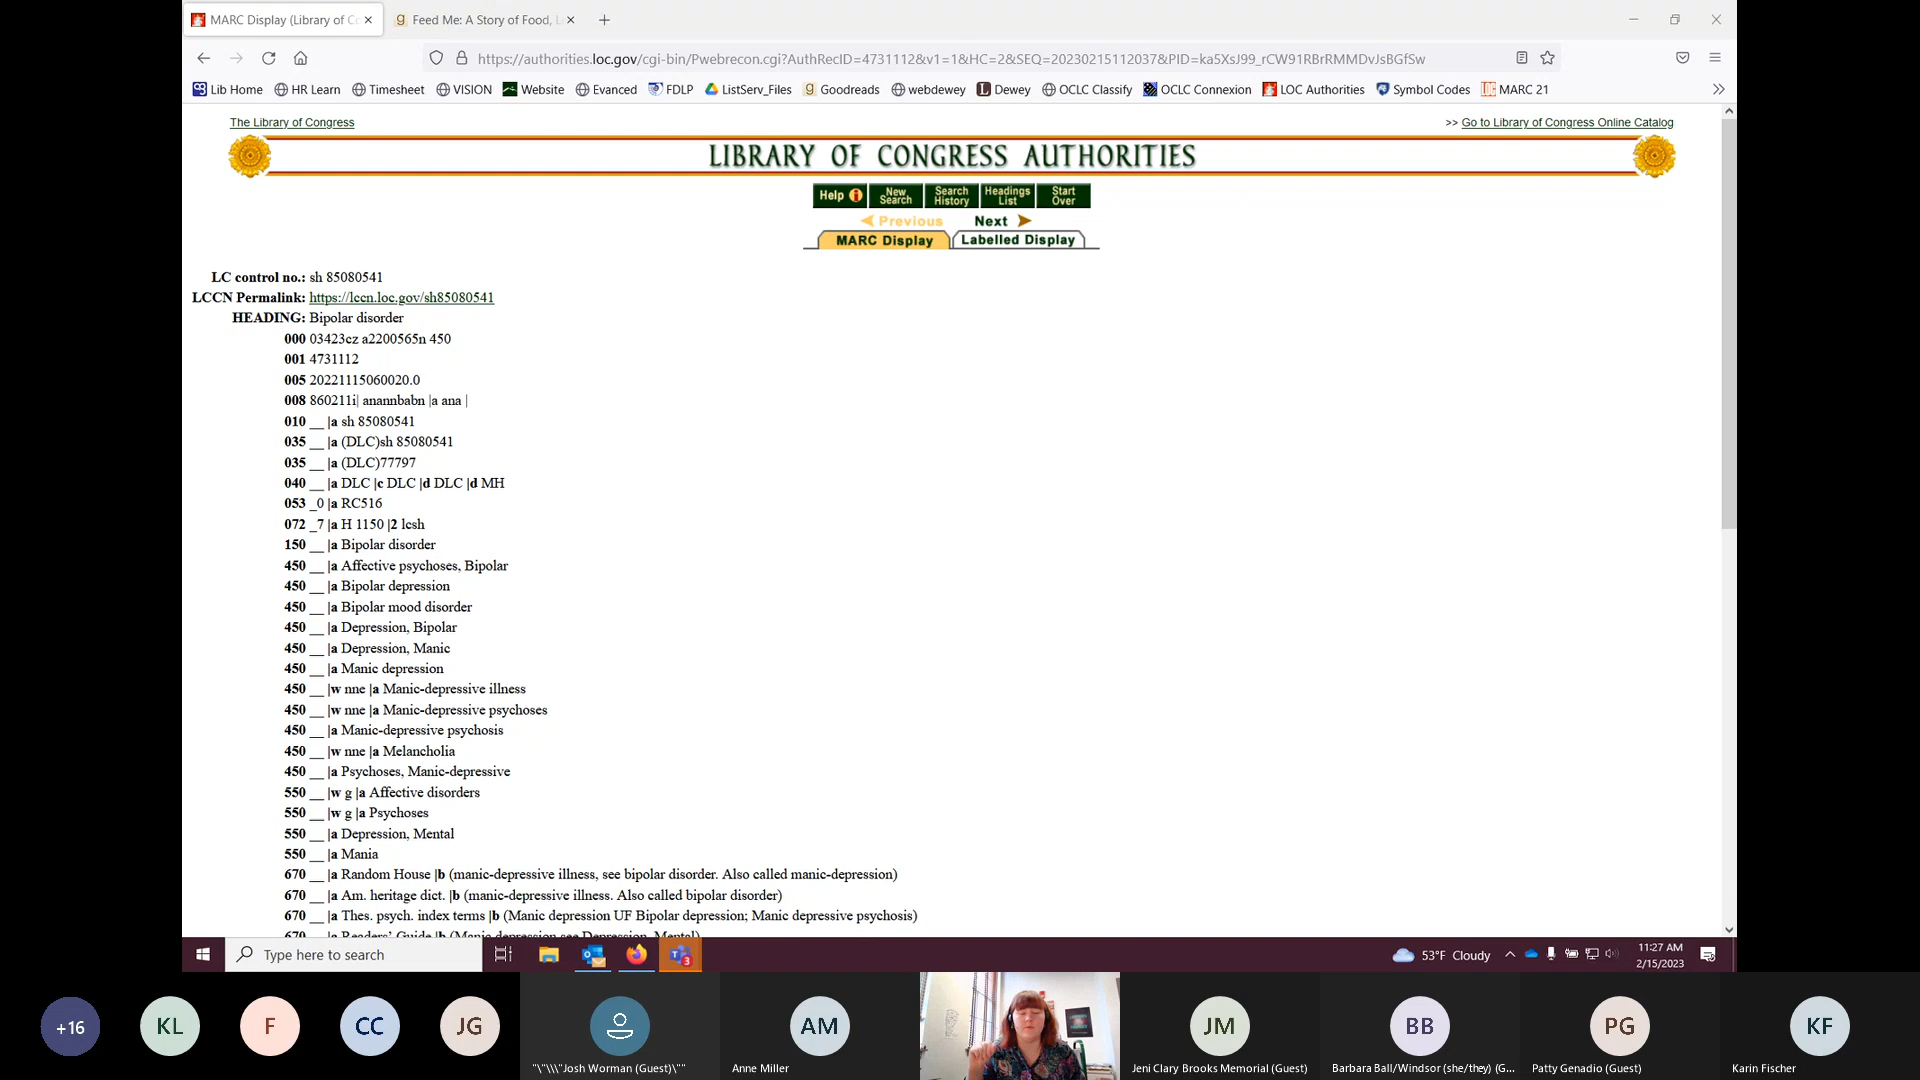 MARC Display (Library of Co
Feed Me: A Story of Food, L
https://authorities.loc.gov/cgi-bin/Pwebrecon.cgi?AuthRecID=4731112&v1=1&HC=2&SEQ=20230215112037&PID=ka5XsJ99_rCW91RBrRMMDvJsBGfSw
Lib Home HR Learn Timesheet VISION Website Evanced FDLP ListServ_Files Goodreads webdewey Dewey OCLC Classify OCLC Connexion LOC Authorities Symbol Codes MARC 21
The Library of Congress
>> Go to Library of Congress Online Catalog
LIBRARY OF CONGRESS AUTHORITIES
Help New Search Search History Headings List Start Over
Previous Next
MARC Display Labelled Display
LC control no.: sh 85080541
LCCN Permalink: https://lccn.loc.gov/sh85080541
HEADING: Bipolar disorder
000 03423cz a2200565n 450
001 4731112
005 20221115060020.0
008 860211i| anannbabn |a ana |
010 __ |a sh 85080541
035 __ |a (DLC)sh 85080541
035 __ |a (DLC)77797
040 __ |a DLC |c DLC |d DLC |d MH
053 _0 |a RC516
072 _7 |a H 1150 |2 lcsh
150 __ |a Bipolar disorder
450 __ |a Affective psychoses, Bipolar
450 __ |a Bipolar depression
450 __ |a Bipolar mood disorder
450 __ |a Depression, Bipolar
450 __ |a Depression, Manic
450 __ |a Manic depression
450 __ |w nne |a Manic-depressive illness
450 __ |w nne |a Manic-depressive psychoses
450 __ |a Manic-depressive psychosis
450 __ |w nne |a Melancholia
450 __ |a Psychoses, Manic-depressive
550 __ |w g |a Affective disorders
550 __ |w g |a Psychoses
550 __ |a Depression, Mental
550 __ |a Mania
670 __ |a Random House |b (manic-depressive illness, see bipolar disorder. Also called manic-depression)
670 __ |a Am. heritage dict. |b (manic-depressive illness. Also called bipolar disorder)
670 __ |a Thes. psych. index terms |b (Manic depression UF Bipolar depression; Manic depressive psychosis)
670 __ |a Readers' Guide |b (Manic depression see Depression, Mental)
Type here to search
3
53°F Cloudy
11:27 AM
2/15/2023
+16 KL F CC JG AM JM BB PG KF
"\"\\\"Josh Worman (Guest)\""
Anne Miller
Jeni Clary Brooks Memorial (Guest)
Barbara Ball/Windsor (she/they) (G...
Patty Genadio (Guest)
Karin Fischer